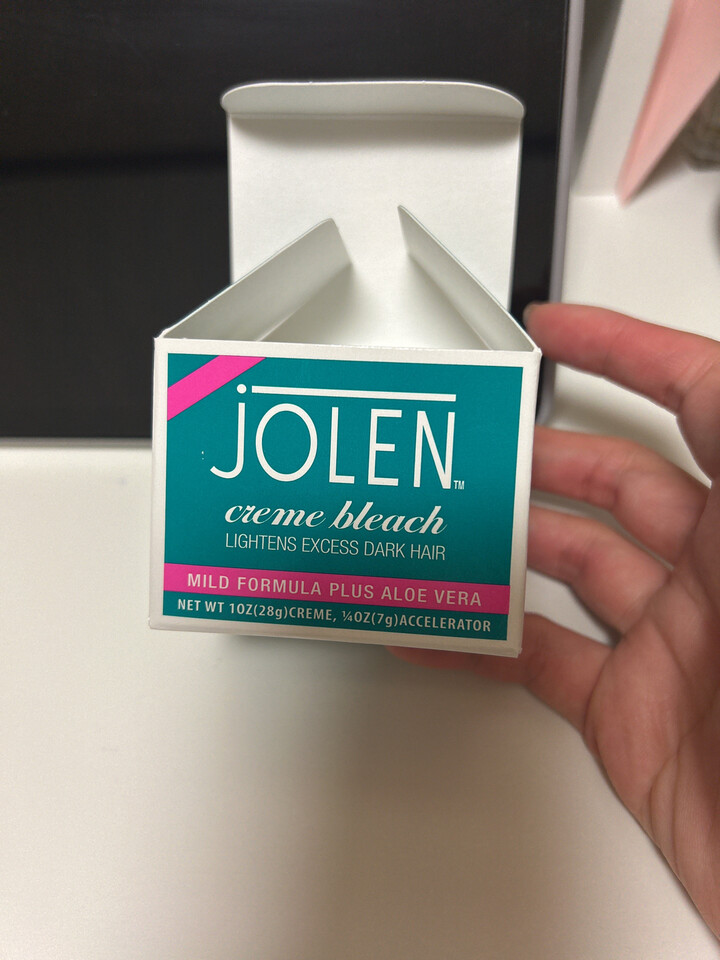 JOLEN™
creme bleach
LIGHTENS EXCESS DARK HAIR
MILD FORMULA PLUS ALOE VERA
NET WT 1OZ(28g)CREME, ¼OZ(7g)ACCELERATOR